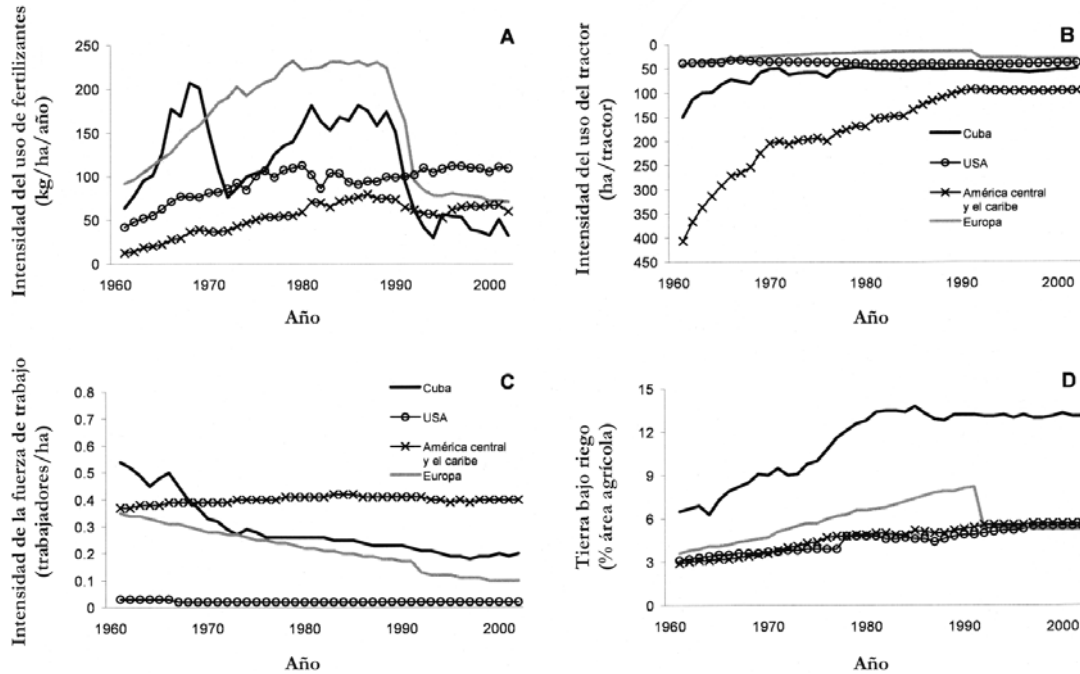 A
Intensidad del uso de fertilizantes
(kg/ha/año)
250
200
150
100
50
0
1960
1970
1980
1990
2000
Año
B
Intensidad del uso del tractor
(ha/tractor)
0
50
100
150
200
250
300
350
400
450
Cuba
USA
América central
y el caribe
Europa
1960
1970
1980
1990
2000
Año
C
Intensidad de la fuerza de trabajo
(trabajadores/ha)
0.8
0.7
0.6
0.5
0.4
0.3
0.2
0.1
0
Cuba
USA
América central
y el caribe
Europa
1960
1970
1980
1990
2000
Año
D
Tierra bajo riego
(% área agrícola)
15
12
9
6
3
0
1960
1970
1980
1990
2000
Año